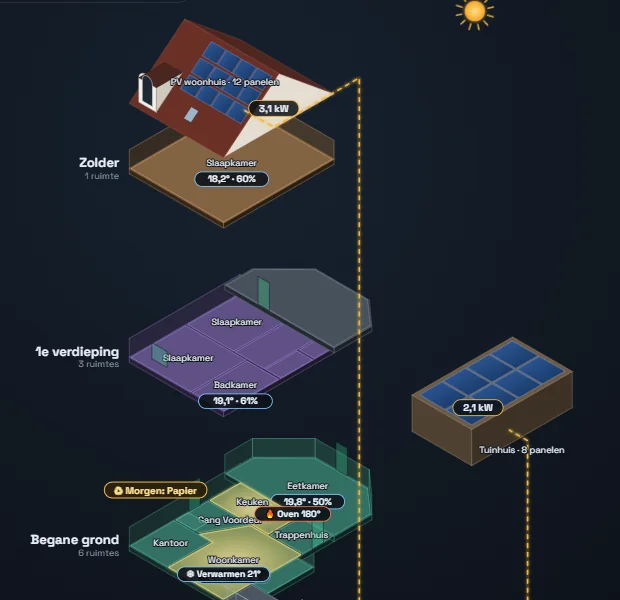 PV woonhuis · 12 panelen
3,1 kW
Zolder
1 ruimte
Slaapkamer
18,2° · 60%
1e verdieping
3 ruimtes
Slaapkamer
Slaapkamer
Badkamer
19,1° · 61%
2,1 kW
Tuinhuis · 8 panelen
Morgen: Papier
Eetkamer
19,8° · 50%
Keuken
Oven 180°
Gang Voordeur
Trappenhuis
Begane grond
6 ruimtes
Kantoor
Woonkamer
Verwarmen 21°